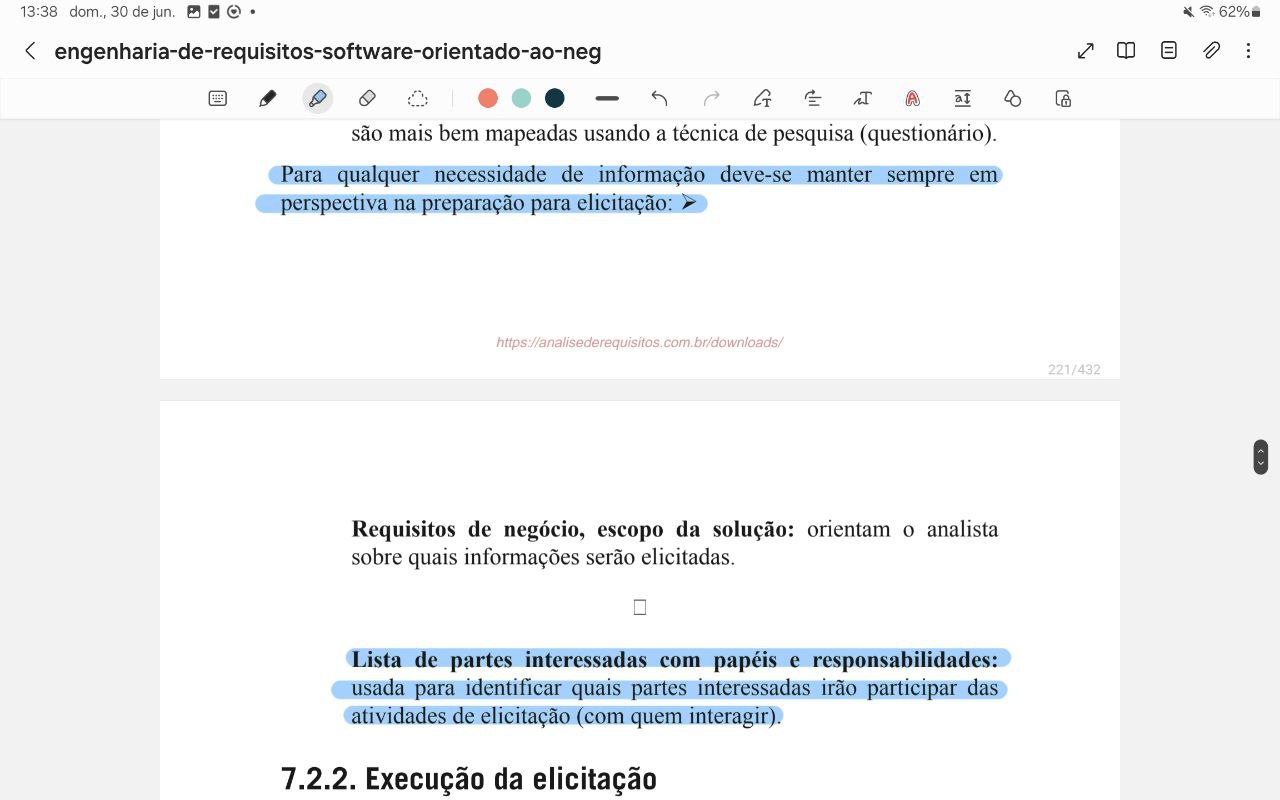 13:38 dom., 30 de jun.
62%
engenharia-de-requisitos-software-orientado-ao-neg
são mais bem mapeadas usando a técnica de pesquisa (questionário).
Para qualquer necessidade de informação deve-se manter sempre em
perspectiva na preparação para elicitação: ➢
https://analisederequisitos.com.br/downloads/
221/432
Requisitos de negócio, escopo da solução: orientam o analista
sobre quais informações serão elicitadas.
Lista de partes interessadas com papéis e responsabilidades:
usada para identificar quais partes interessadas irão participar das
atividades de elicitação (com quem interagir).
7.2.2. Execução da elicitação